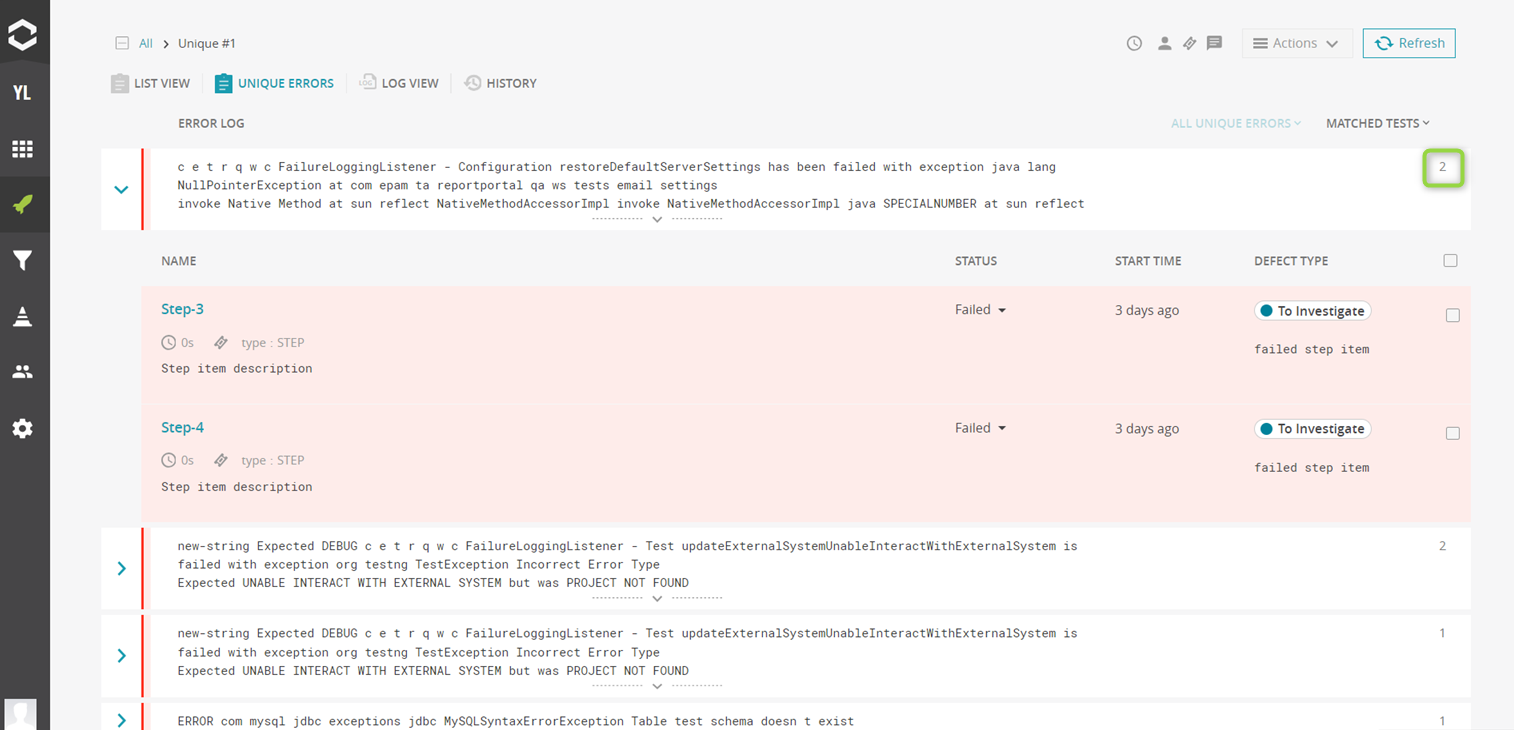 All > Unique #1
Actions
Refresh
YL
LIST VIEW
UNIQUE ERRORS
LOG
LOG VIEW
HISTORY
ERROR LOG
ALL UNIQUE ERRORS
MATCHED TESTS
c e t r q w c FailureLoggingListener - Configuration restoreDefaultServerSettings has been failed with exception java lang
2
NullPointerException at com epam ta reportportal qa ws tests email settings
invoke Native Method at sun reflect NativeMethodAccessorImpl invoke NativeMethodAccessorImpl java SPECIALNUMBER at sun reflect
NAME
STATUS
START TIME
DEFECT TYPE
Step-3
Failed
3 days ago
To Investigate
0s
type : STEP
failed step item
Step item description
Step-4
Failed
3 days ago
To Investigate
0s
type : STEP
failed step item
Step item description
new-string Expected DEBUG c e t r q w c FailureLoggingListener - Test updateExternalSystemUnableInteractWithExternalSystem is
2
failed with exception org testng TestException Incorrect Error Type
Expected UNABLE INTERACT WITH EXTERNAL SYSTEM but was PROJECT NOT FOUND
new-string Expected DEBUG c e t r q w c FailureLoggingListener - Test updateExternalSystemUnableInteractWithExternalSystem is
1
failed with exception org testng TestException Incorrect Error Type
Expected UNABLE INTERACT WITH EXTERNAL SYSTEM but was PROJECT NOT FOUND
ERROR com mysql jdbc exceptions jdbc MySQLSyntaxErrorException Table test schema doesn t exist
1